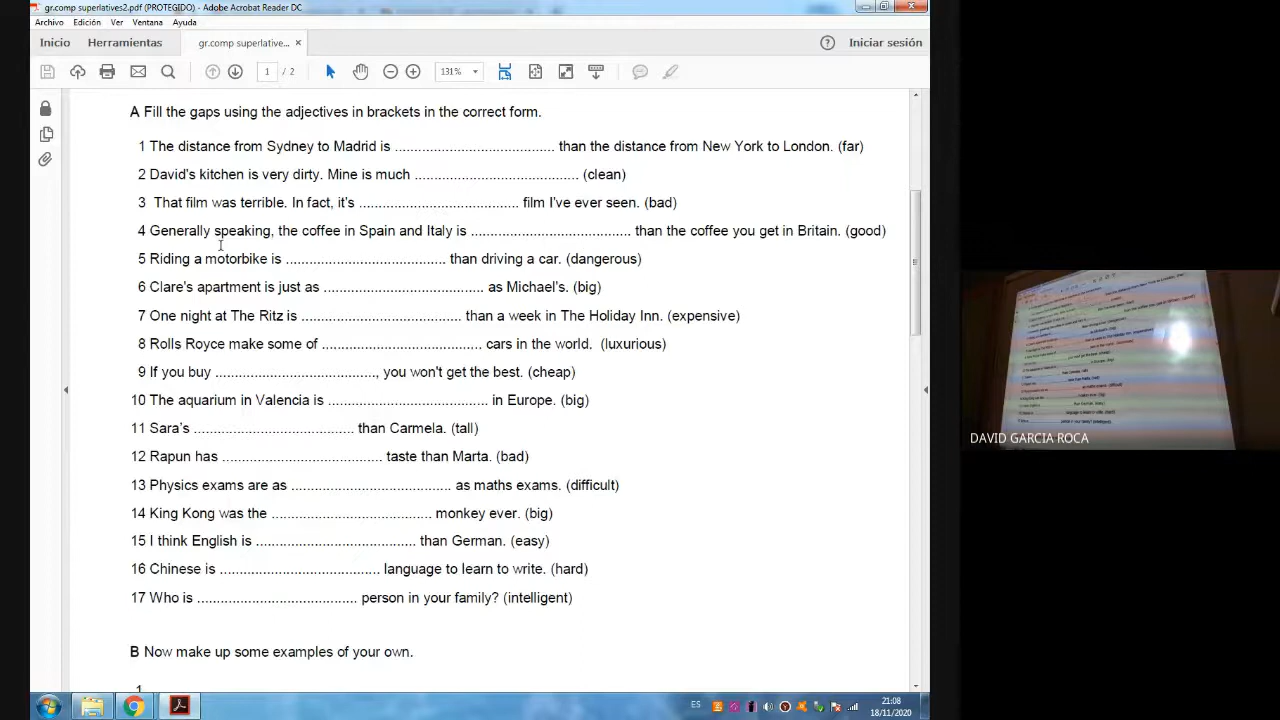 gr.comp superlatives2.pdf (PROTEGIDO) - Adobe Acrobat Reader DC
Archivo Edición Ver Ventana Ayuda
Inicio Herramientas gr.comp superlative... × Iniciar sesión
1 / 2 131%
A Fill the gaps using the adjectives in brackets in the correct form.
1 The distance from Sydney to Madrid is ................................ than the distance from New York to London. (far)
2 David's kitchen is very dirty. Mine is much ................................. (clean)
3 That film was terrible. In fact, it's ................................ film I've ever seen. (bad)
4 Generally speaking, the coffee in Spain and Italy is ................................ than the coffee you get in Britain. (good)
5 Riding a motorbike is ................................ than driving a car. (dangerous)
6 Clare's apartment is just as ................................ as Michael's. (big)
7 One night at The Ritz is ................................ than a week in The Holiday Inn. (expensive)
8 Rolls Royce make some of ................................ cars in the world. (luxurious)
9 If you buy ................................, you won't get the best. (cheap)
10 The aquarium in Valencia is ................................ in Europe. (big)
11 Sara's ................................ than Carmela. (tall)
12 Rapun has ................................ taste than Marta. (bad)
13 Physics exams are as ................................ as maths exams. (difficult)
14 King Kong was the ................................ monkey ever. (big)
15 I think English is ................................ than German. (easy)
16 Chinese is ................................ language to learn to write. (hard)
17 Who is ................................ person in your family? (intelligent)
B Now make up some examples of your own.
1
DAVID GARCIA ROCA
ES 21:08
18/11/2020